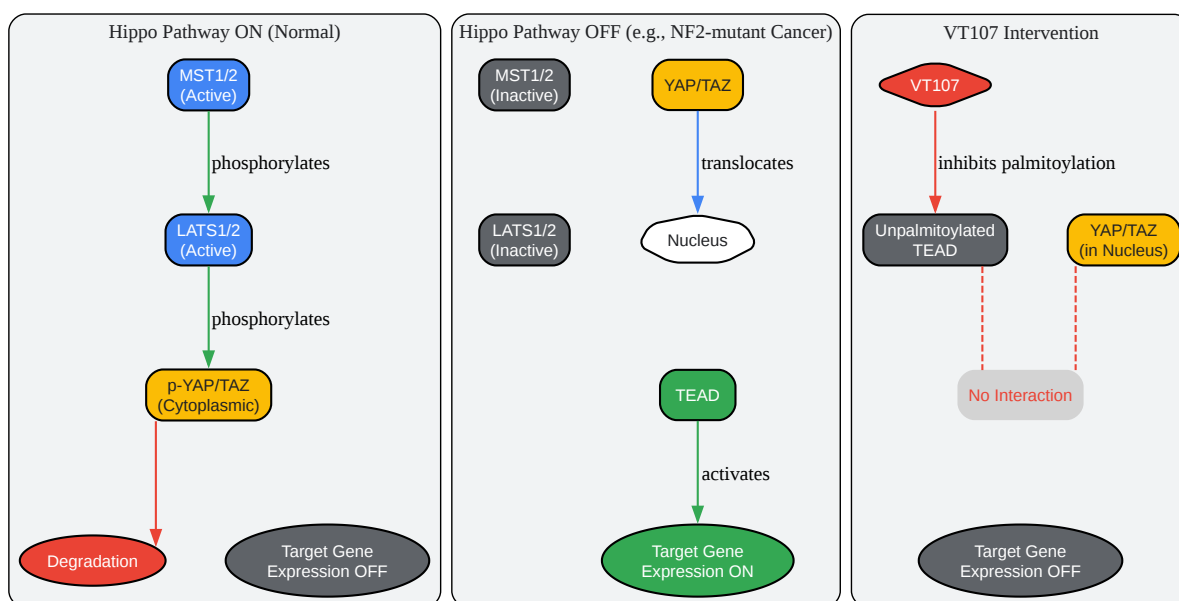 Hippo Pathway ON (Normal)
MST1/2
(Active)
phosphorylates
LATS1/2
(Active)
phosphorylates
p-YAP/TAZ
(Cytoplasmic)
Degradation
Target Gene
Expression OFF
Hippo Pathway OFF (e.g., NF2-mutant Cancer)
MST1/2
(Inactive)
YAP/TAZ
translocates
LATS1/2
(Inactive)
Nucleus
TEAD
activates
Target Gene
Expression ON
VT107 Intervention
VT107
inhibits palmitoylation
Unpalmitoylated
TEAD
YAP/TAZ
(in Nucleus)
No Interaction
Target Gene
Expression OFF